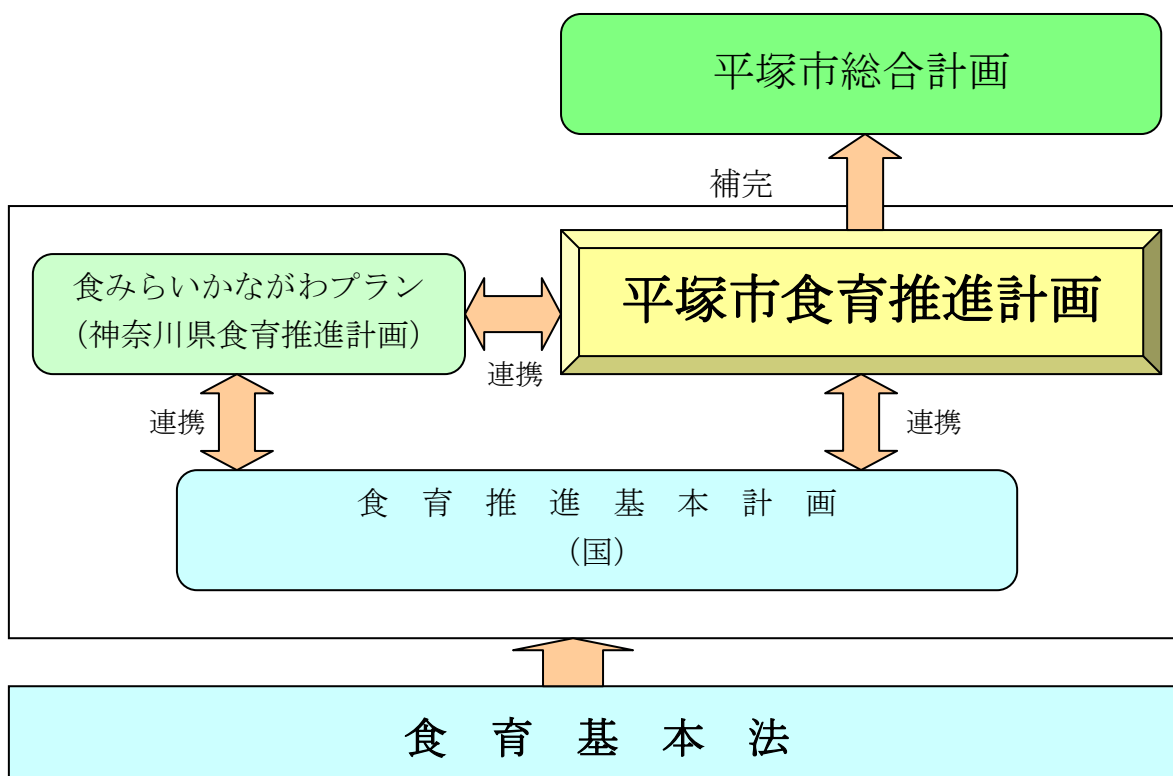 平塚市総合計画
補完
食みらいかながわプラン
(神奈川県食育推進計画)
連携
平塚市食育推進計画
連携
連携
食 育 推 進 基 本 計 画
(国)
食 育 基 本 法